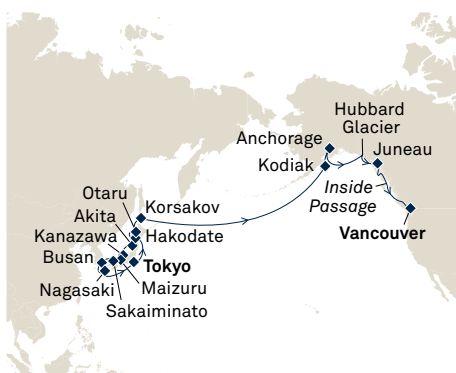 Hubbard
Glacier
Anchorage
Juneau
Kodiak
Inside
Passage
Vancouver
Otaru
Korsakov
Akita
Hakodate
Kanazawa
Busan
Tokyo
Nagasaki
Maizuru
Sakaiminato